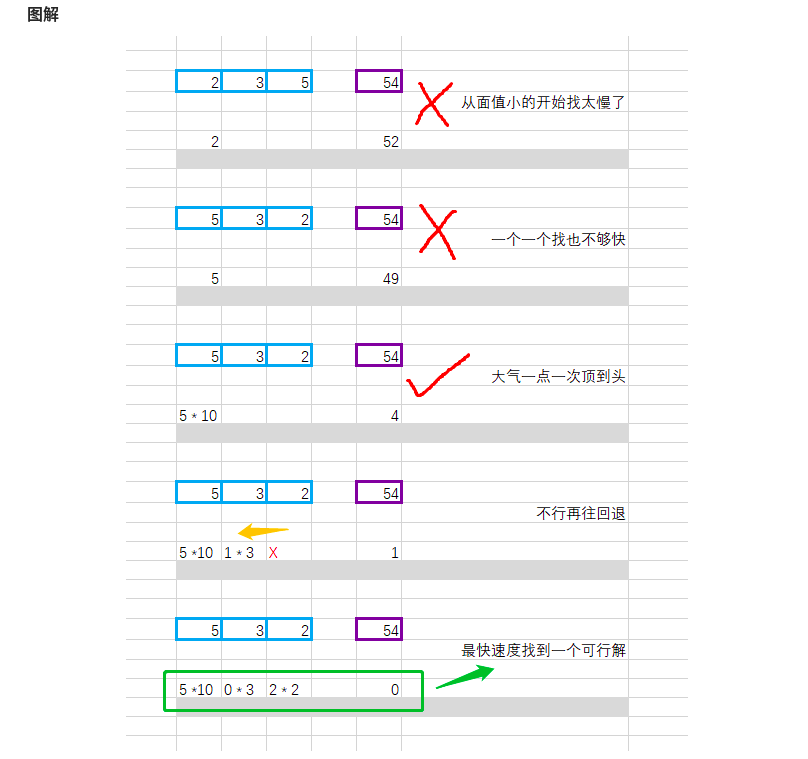 图解
2 3 5 54
从面值小的开始找太慢了
2 52
5 3 2 54
一个一个找也不够快
5 49
5 3 2 54
大气一点一次顶到头
5 * 10 4
5 3 2 54
不行再往回退
5 *10 1 * 3 X 1
5 3 2 54
最快速度找到一个可行解
5 *10 0 * 3 2 * 2 0